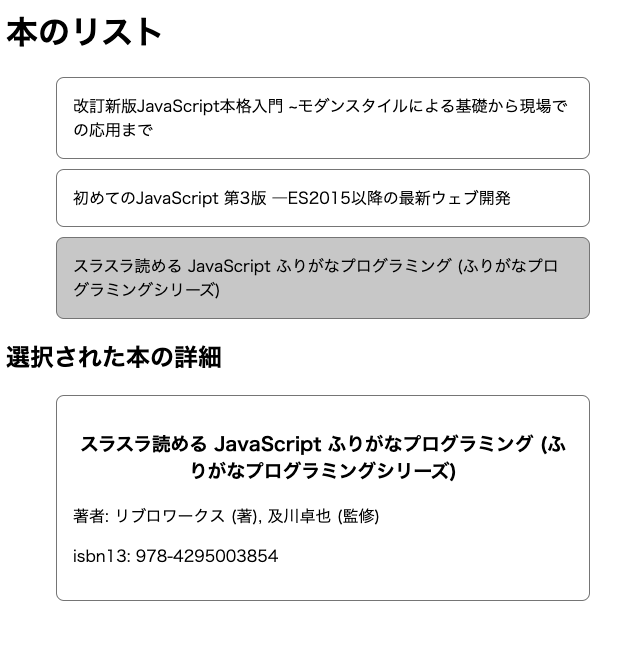 本のリスト
改訂新版JavaScript本格入門 ~モダンスタイルによる基礎から現場で
の応用まで
初めてのJavaScript 第3版 ―ES2015以降の最新ウェブ開発
スラスラ読める JavaScript ふりがなプログラミング (ふりがなプロ
グラミングシリーズ)
選択された本の詳細
スラスラ読める JavaScript ふりがなプログラミング (ふ
りがなプログラミングシリーズ)
著者: リブロワークス (著), 及川卓也 (監修)
isbn13: 978-4295003854